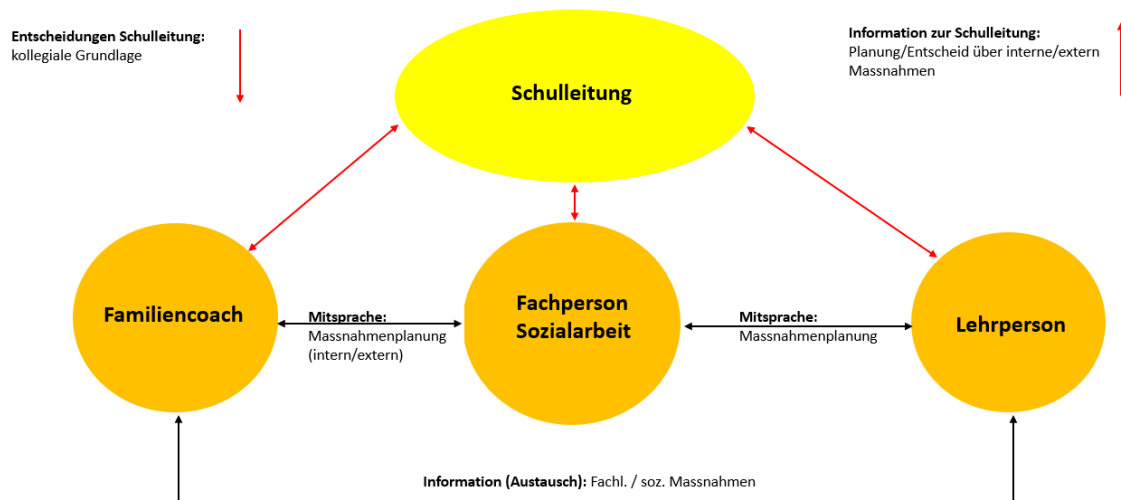 Entscheidungen Schulleitung:
kollegiale Grundlage
Information zur Schulleitung:
Planung/Entscheid über interne/extern
Massnahmen
Schulleitung
Familiencoach
Mitsprache:
Massnahmenplanung
(intern/extern)
Fachperson
Sozialarbeit
Mitsprache:
Massnahmenplanung
Lehrperson
Information (Austausch): Fachl. / soz. Massnahmen